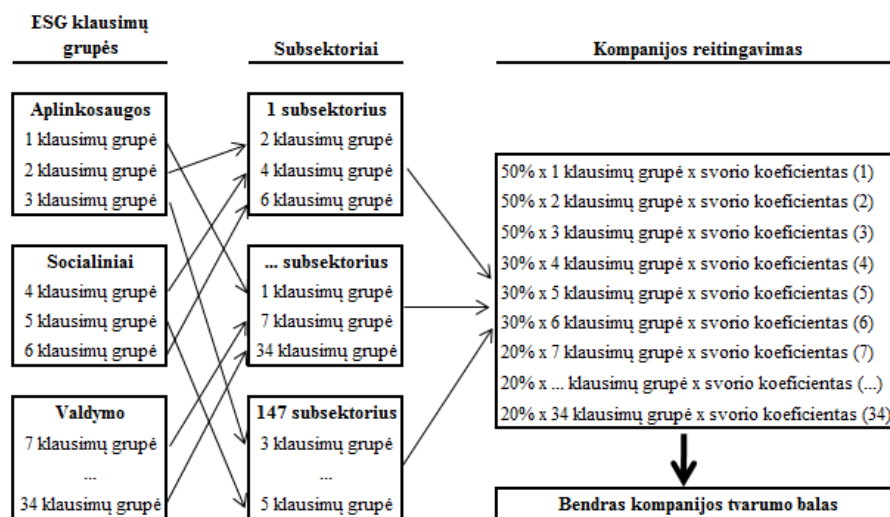 ESG klausimų
grupės
Subsektoriai
Kompanijos reitingavimas
Aplinkosaugos
1 klausimų grupė
2 klausimų grupė
3 klausimų grupė
Socialiniai
4 klausimų grupė
5 klausimų grupė
6 klausimų grupė
Valdymo
7 klausimų grupė
...
34 klausimų grupė
1 subsektorius
2 klausimų grupė
4 klausimų grupė
6 klausimų grupė
... subsektorius
1 klausimų grupė
7 klausimų grupė
34 klausimų grupė
147 subsektorius
3 klausimų grupė
...
5 klausimų grupė
50% x 1 klausimų grupė x svorio koeficientas (1)
50% x 2 klausimų grupė x svorio koeficientas (2)
50% x 3 klausimų grupė x svorio koeficientas (3)
30% x 4 klausimų grupė x svorio koeficientas (4)
30% x 5 klausimų grupė x svorio koeficientas (5)
30% x 6 klausimų grupė x svorio koeficientas (6)
20% x 7 klausimų grupė x svorio koeficientas (7)
20% x ... klausimų grupė x svorio koeficientas (...)
20% x 34 klausimų grupė x svorio koeficientas (34)
Bendras kompanijos tvarumo balas